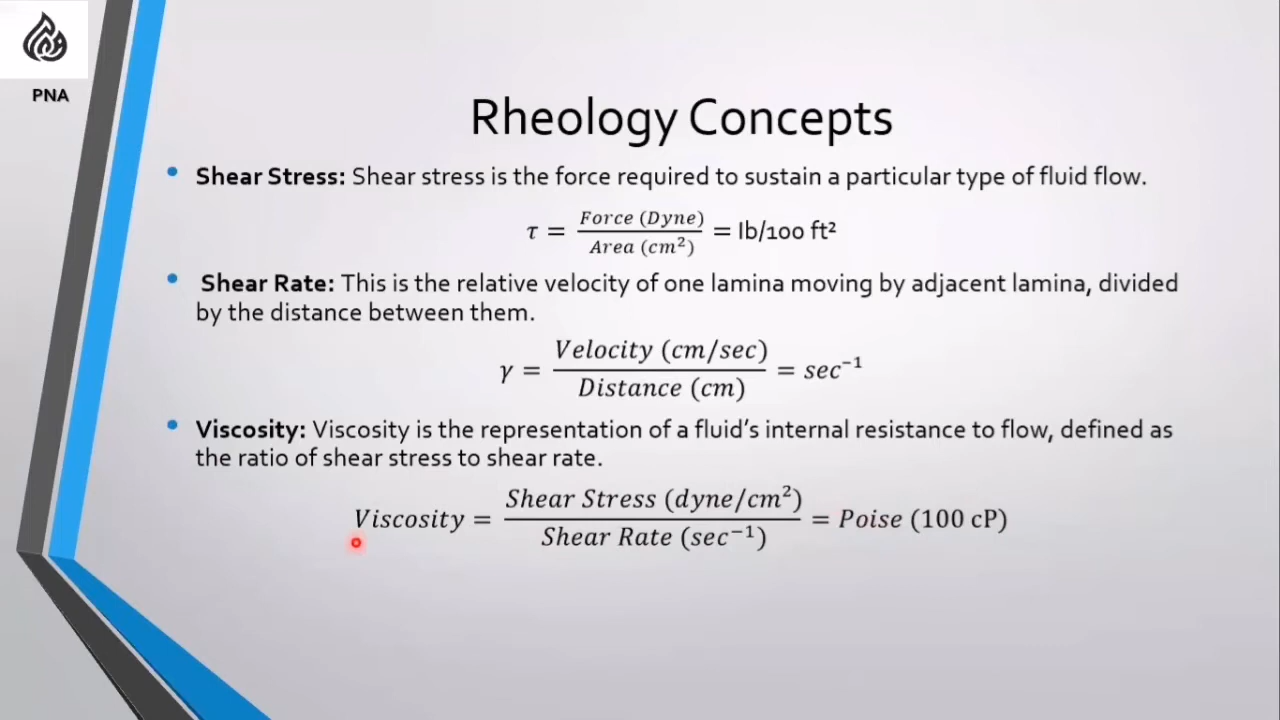 PNA
Rheology Concepts
• Shear Stress: Shear stress is the force required to sustain a particular type of fluid flow.
τ = Force (Dyne) / Area (cm²) = lb/100 ft²
• Shear Rate: This is the relative velocity of one lamina moving by adjacent lamina, divided
by the distance between them.
γ = Velocity (cm/sec) / Distance (cm) = sec⁻¹
• Viscosity: Viscosity is the representation of a fluid's internal resistance to flow, defined as
the ratio of shear stress to shear rate.
Viscosity = Shear Stress (dyne/cm²) / Shear Rate (sec⁻¹) = Poise (100 cP)